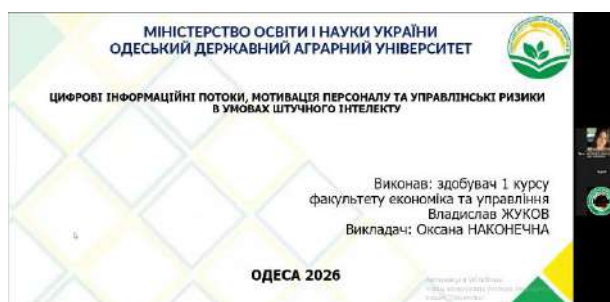 МІНІСТЕРСТВО ОСВІТИ І НАУКИ УКРАЇНИ
ОДЕСЬКИЙ ДЕРЖАВНИЙ АГРАРНИЙ УНІВЕРСИТЕТ
ЦИФРОВІ ІНФОРМАЦІЙНІ ПОТОКИ, МОТИВАЦІЯ ПЕРСОНАЛУ ТА УПРАВЛІНСЬКІ РИЗИКИ
В УМОВАХ ШТУЧНОГО ІНТЕЛЕКТУ
Виконав: здобувач 1 курсу
факультету економіка та управління
Владислав ЖУКОВ
Викладач: Оксана НАКОНЕЧНА
ОДЕСА 2026